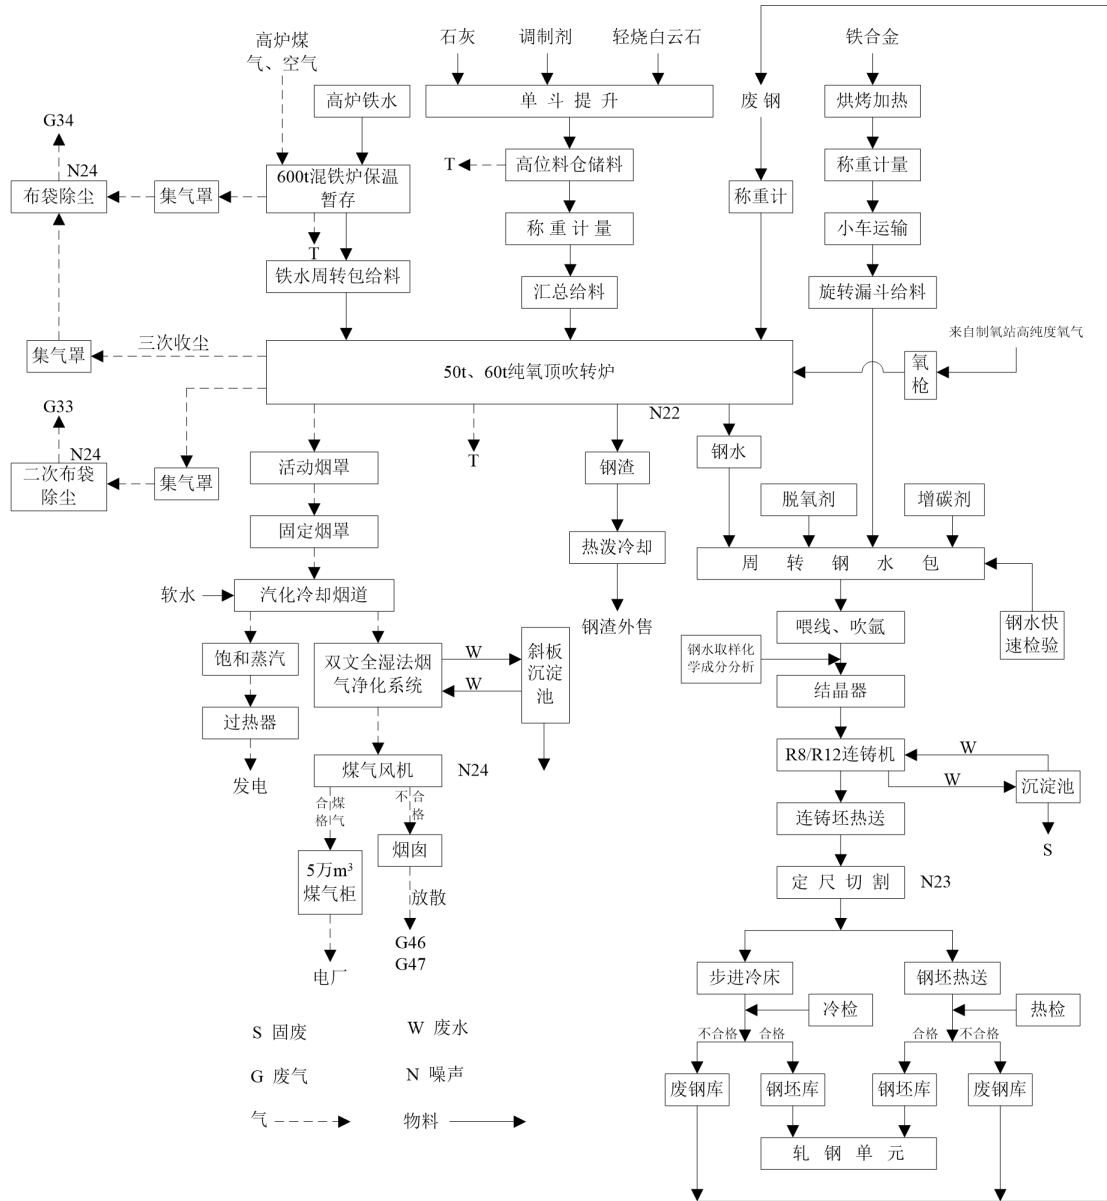 高炉煤
气、空气
石灰
调制剂
轻烧白云石
铁合金
高炉铁水
单斗提升
废钢
烘烤加热
G34
N24
布袋除尘
集气罩
600t混铁炉保温
暂存
T
高位料仓储料
称重计量
称重计
称重计量
小车运输
T
铁水周转包给料
汇总给料
旋转漏斗给料
集气罩
三次收尘
50t、60t纯氧顶吹转炉
氧
枪
来自制氧站高纯度氧气
G33
N24
二次布袋
除尘
集气罩
N22
活动烟罩
T
钢渣
钢水
固定烟罩
热泼冷却
脱氧剂
增碳剂
周转钢水包
软水
汽化冷却烟道
钢渣外售
喂线、吹氩
钢水快
速检验
饱和蒸汽
双文全湿法烟
气净化系统
W
W
斜板
沉淀
池
钢水取样化
学成分分析
结晶器
过热器
发电
煤气风机
N24
R8/R12连铸机
W
W
沉淀池
S
合
格
煤
气
不
合
格
连铸坯热送
5万m³
煤气柜
烟囱
放散
定尺切割
N23
G46
G47
电厂
步进冷床
钢坯热送
冷检
热检
不合格
合格
合格
不合格
废钢库
钢坯库
钢坯库
废钢库
轧钢单元
S 固废
W 废水
G 废气
N 噪声
气
物料